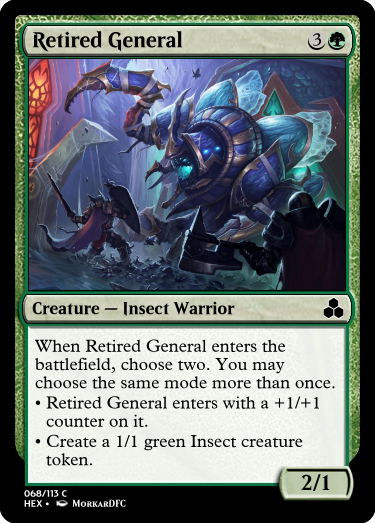 Retired General 3
Creature — Insect Warrior
When Retired General enters the
battlefield, choose two. You may
choose the same mode more than once.
• Retired General enters with a +1/+1
counter on it.
• Create a 1/1 green Insect creature
token.
2/1
068/113 C
HEX • MorkarDFC